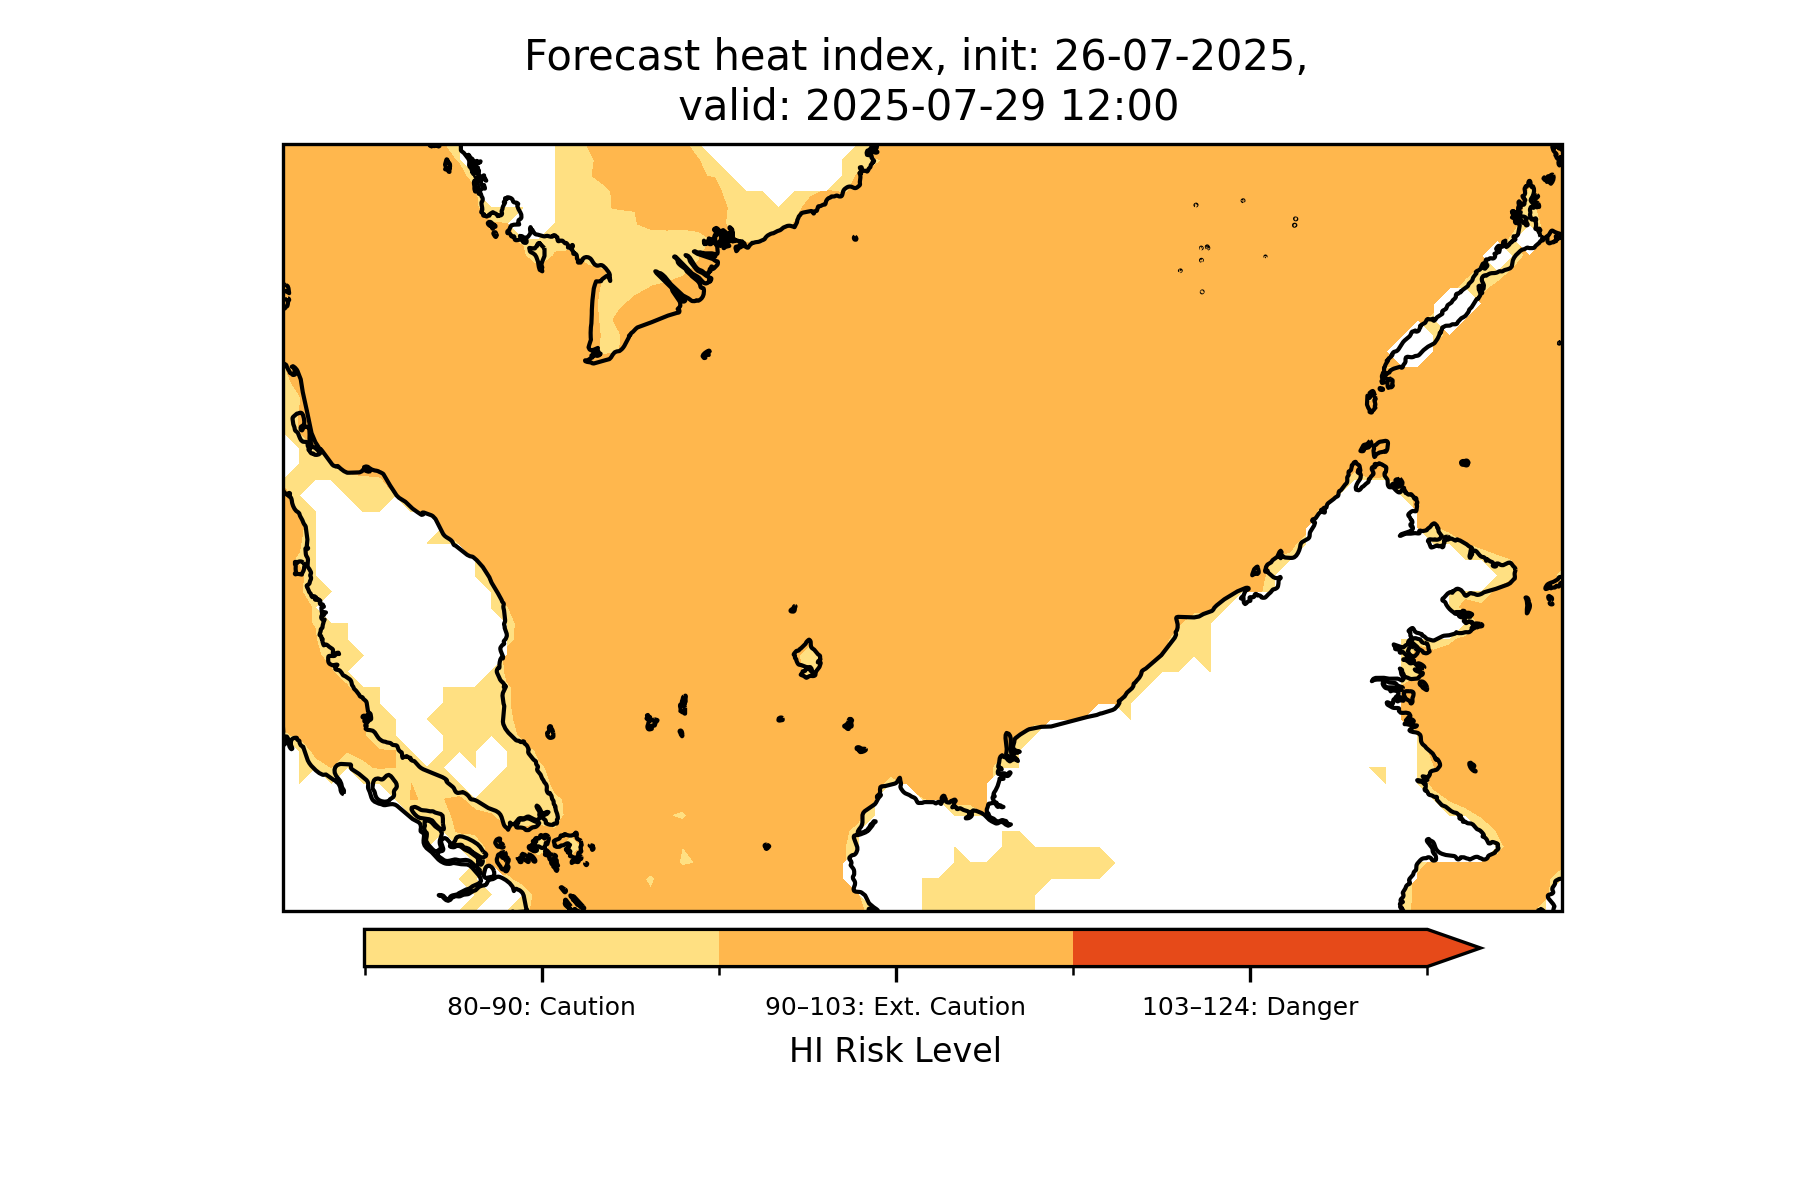 Forecast heat index, init: 26-07-2025,
valid: 2025-07-29 12:00
80–90: Caution
90–103: Ext. Caution
103–124: Danger
HI Risk Level